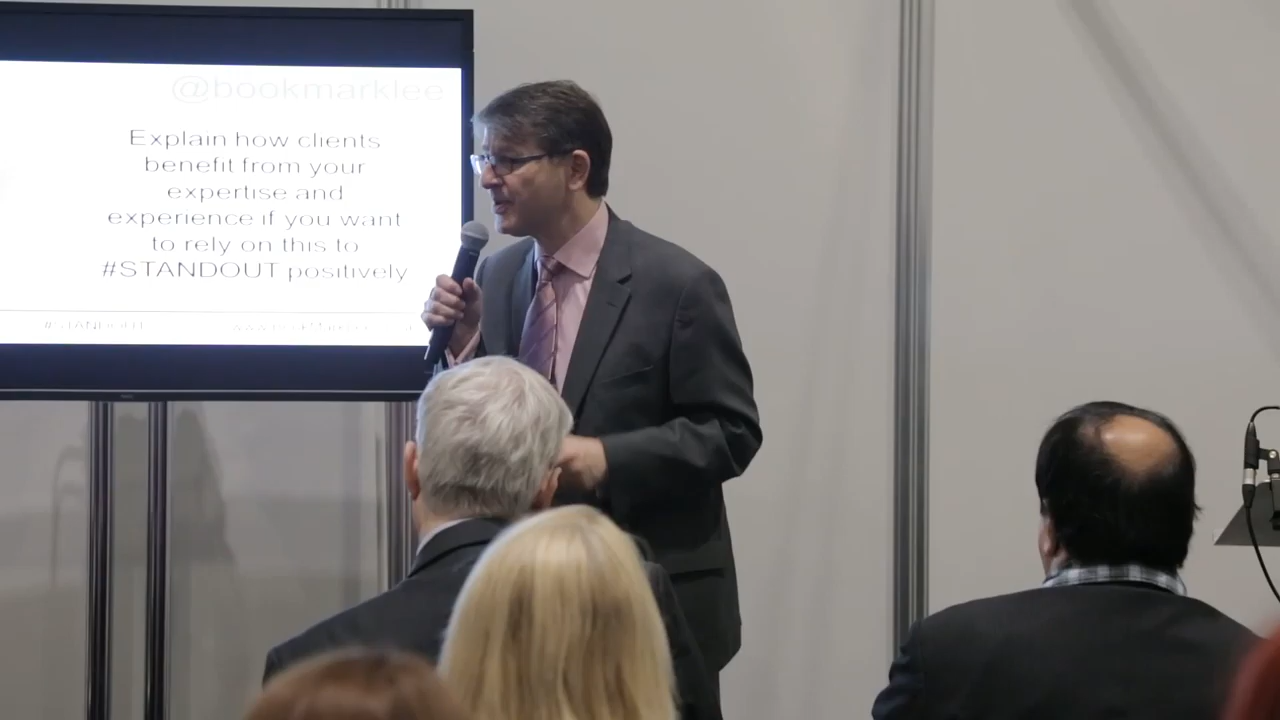 @bookmarklee
Explain how clients
benefit from your
expertise and
experience if you want
to rely on this to
#STANDOUT positively
#STANDOUT